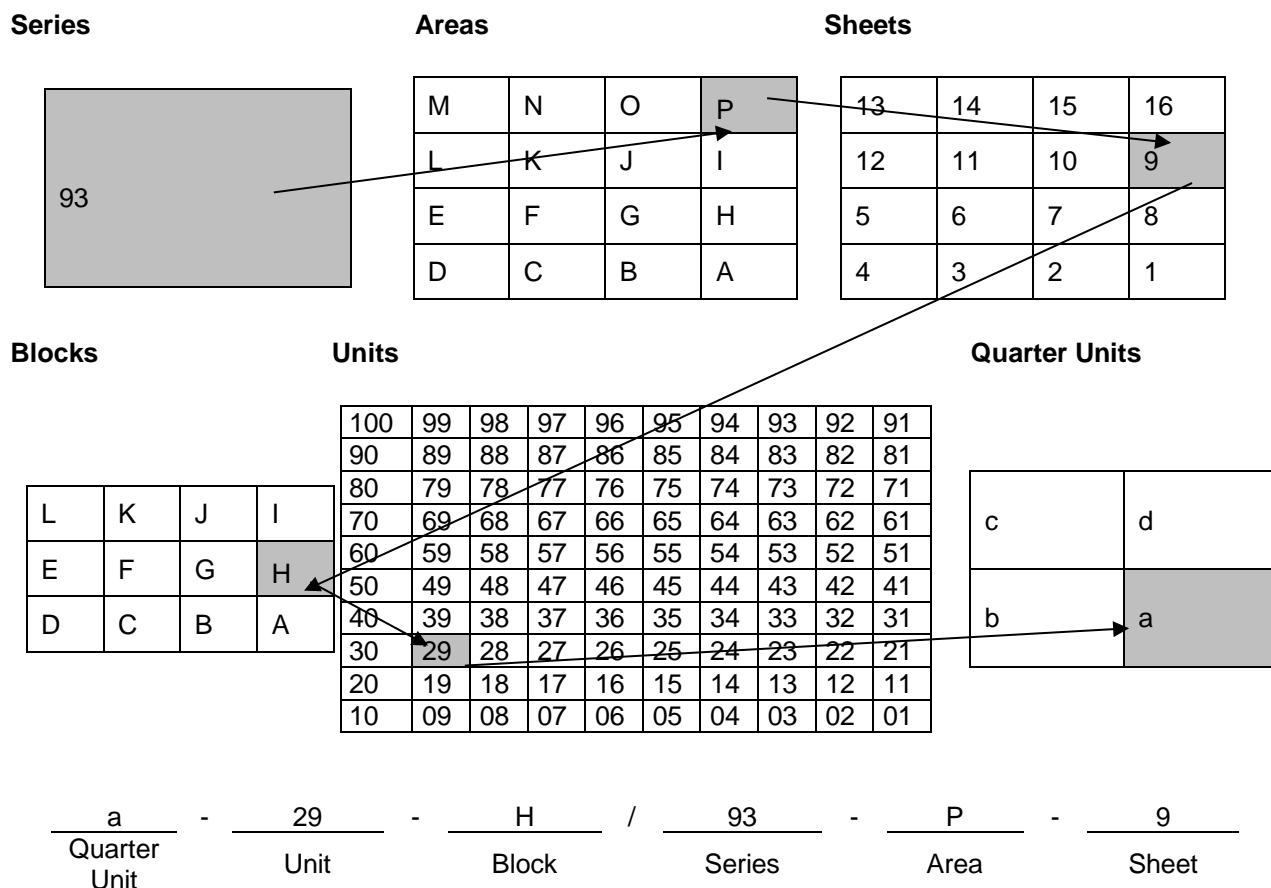 Series Areas Sheets
93
M N O P
L K J I
E F G H
D C B A
13 14 15 16
12 11 10 9
5 6 7 8
4 3 2 1
Blocks Units Quarter Units
L K J I
E F G H
D C B A
100 99 98 97 96 95 94 93 92 91
90 89 88 87 86 85 84 83 82 81
80 79 78 77 76 75 74 73 72 71
70 69 68 67 66 65 64 63 62 61
60 59 58 57 56 55 54 53 52 51
50 49 48 47 46 45 44 43 42 41
40 39 38 37 36 35 34 33 32 31
30 29 28 27 26 25 24 23 22 21
20 19 18 17 16 15 14 13 12 11
10 09 08 07 06 05 04 03 02 01
c d
b a
a - 29 - H / 93 - P - 9
Quarter
Unit Unit Block Series Area Sheet